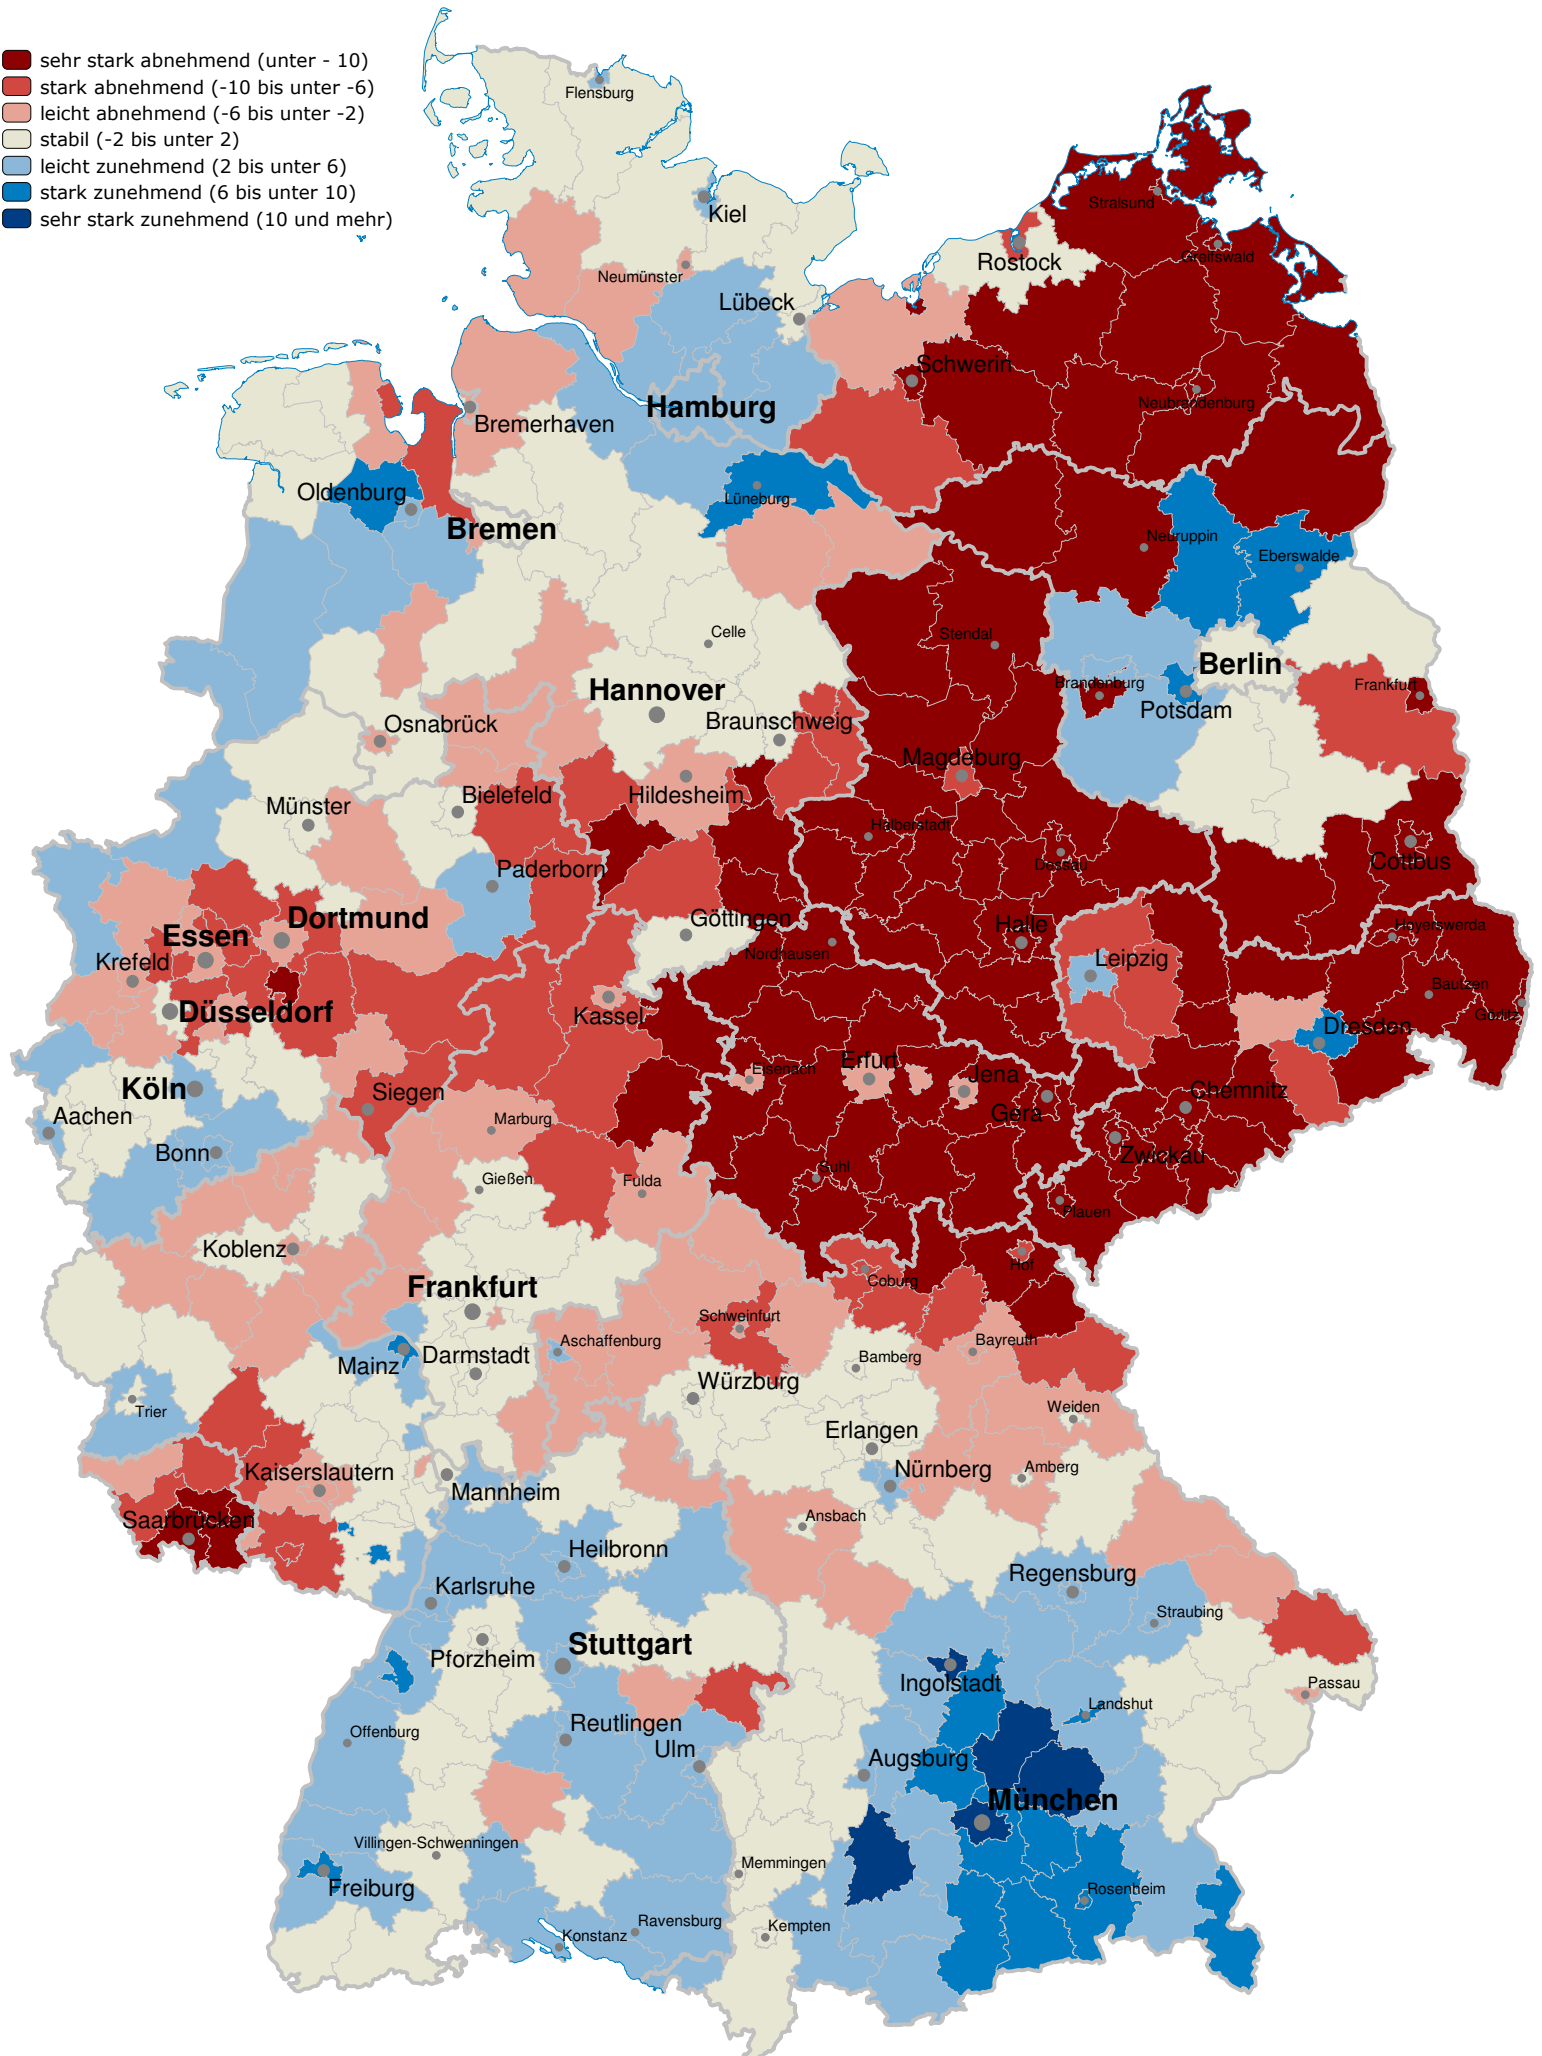 sehr stark abnehmend (unter - 10)
stark abnehmend (-10 bis unter -6)
leicht abnehmend (-6 bis unter -2)
stabil (-2 bis unter 2)
leicht zunehmend (2 bis unter 6)
stark zunehmend (6 bis unter 10)
sehr stark zunehmend (10 und mehr)
Flensburg
Kiel
Stralsund
Greifswald
Rostock
Neumünster
Lübeck
Schwerin
Neubrandenburg
Hamburg
Bremerhaven
Oldenburg
Lüneburg
Bremen
Neuruppin
Eberswalde
Celle
Stendal
Berlin
Brandenburg
Frankfurt
Hannover
Potsdam
Osnabrück
Braunschweig
Magdeburg
Bielefeld
Hildesheim
Münster
Halberstadt
Dessau
Cottbus
Paderborn
Dortmund
Göttingen
Halle
Hoyerswerda
Essen
Nordhausen
Krefeld
Leipzig
Bautzen
Düsseldorf
Kassel
Görlitz
Dresden
Erfurt
Eisenach
Jena
Köln
Siegen
Gera
Chemnitz
Aachen
Marburg
Bonn
Zwickau
Suhl
Gießen
Fulda
Plauen
Koblenz
Hof
Coburg
Frankfurt
Schweinfurt
Aschaffenburg
Bayreuth
Mainz
Darmstadt
Bamberg
Würzburg
Trier
Weiden
Erlangen
Kaiserslautern
Nürnberg
Amberg
Mannheim
Saarbrücken
Ansbach
Heilbronn
Regensburg
Karlsruhe
Straubing
Stuttgart
Pforzheim
Ingolstadt
Passau
Landshut
Offenburg
Reutlingen
Ulm
Augsburg
München
Villingen-Schwenningen
Memmingen
Freiburg
Rosenheim
Ravensburg
Kempten
Konstanz